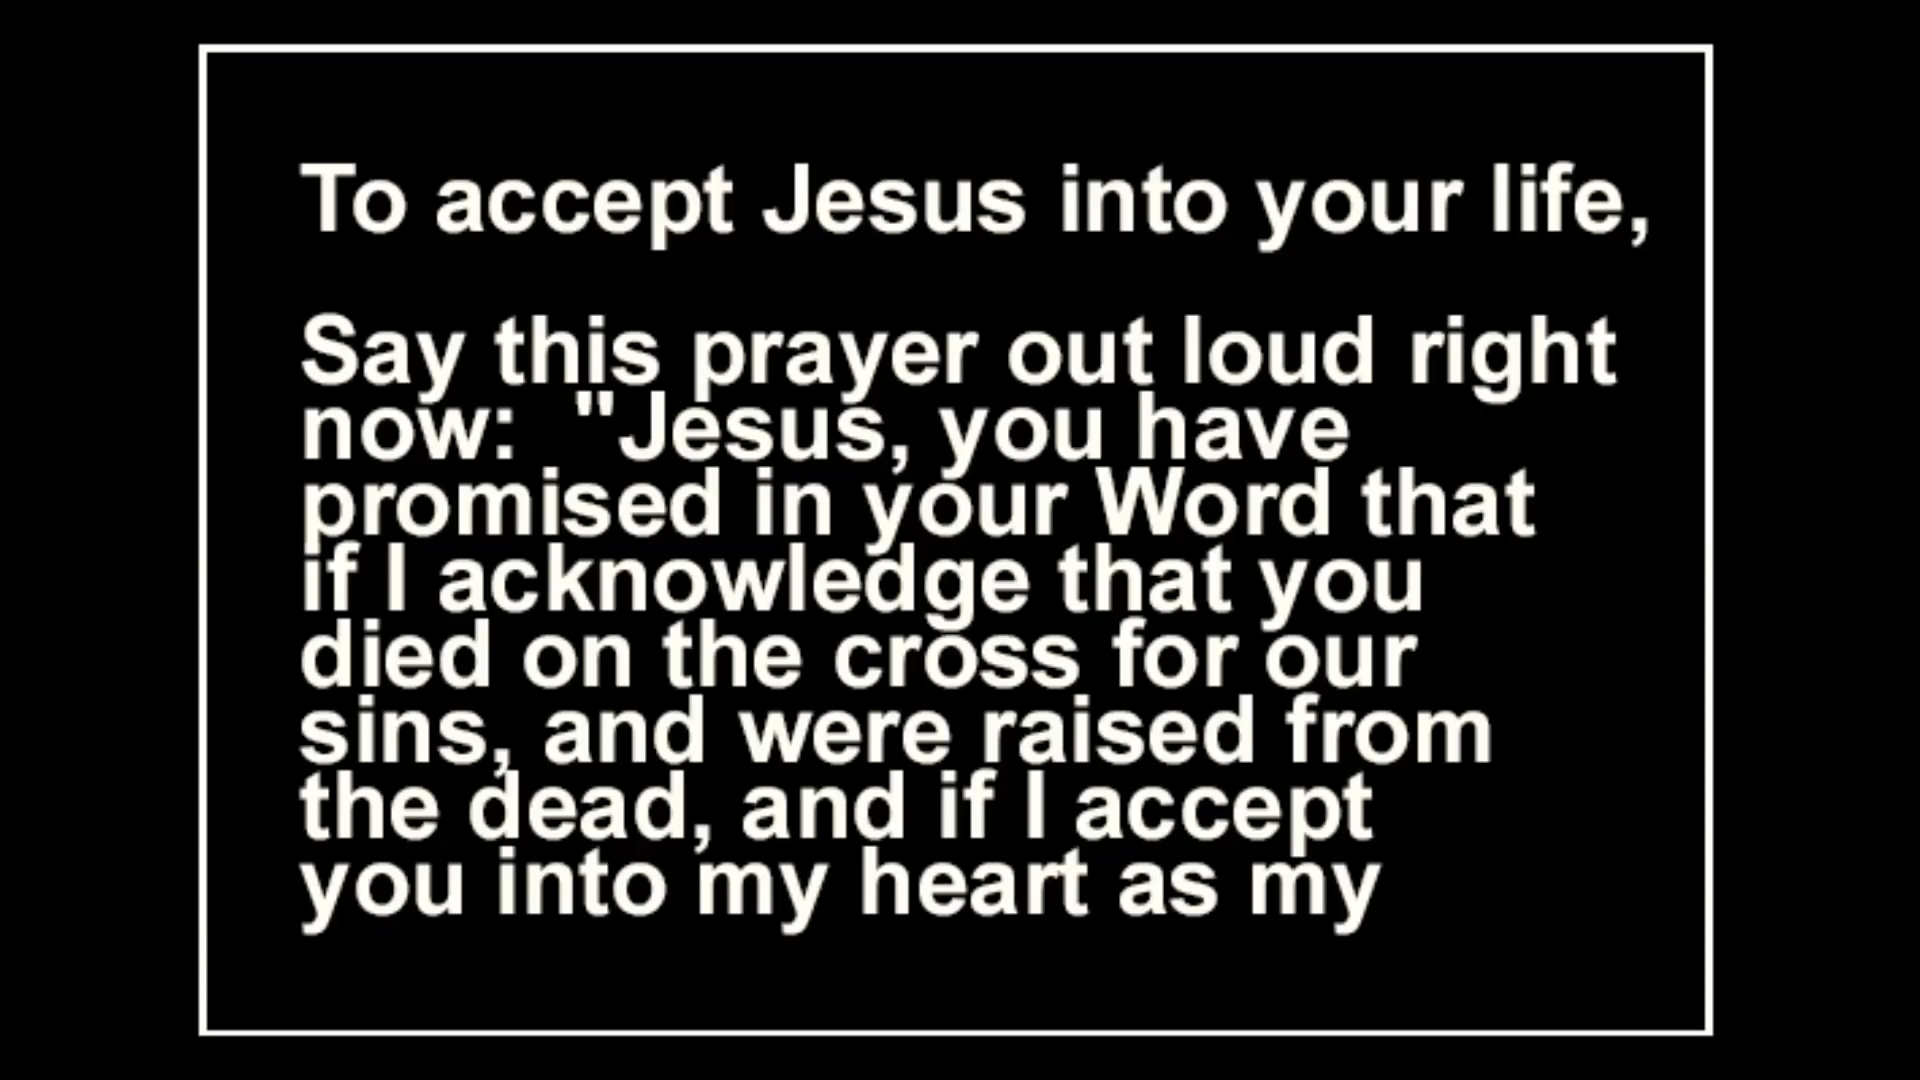 To accept Jesus into your life,
Say this prayer out loud right
now:  "Jesus, you have
promised in your Word that
if I acknowledge that you
died on the cross for our
sins, and were raised from
the dead, and if I accept
you into my heart as my